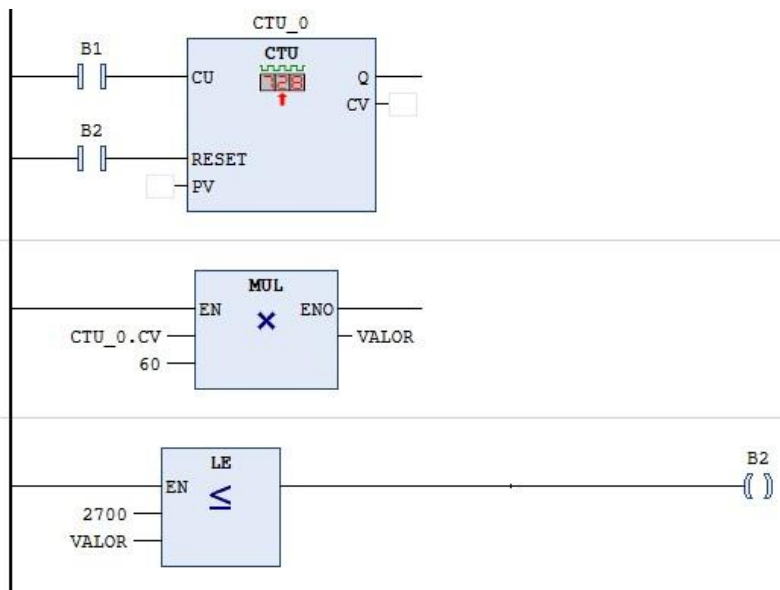 CTU_0
B1
CTU
CU
Q
CV
B2
RESET
PV
MUL
EN
ENO
×
CTU_0.CV
VALOR
60
LE
B2
EN
≤
2700
VALOR